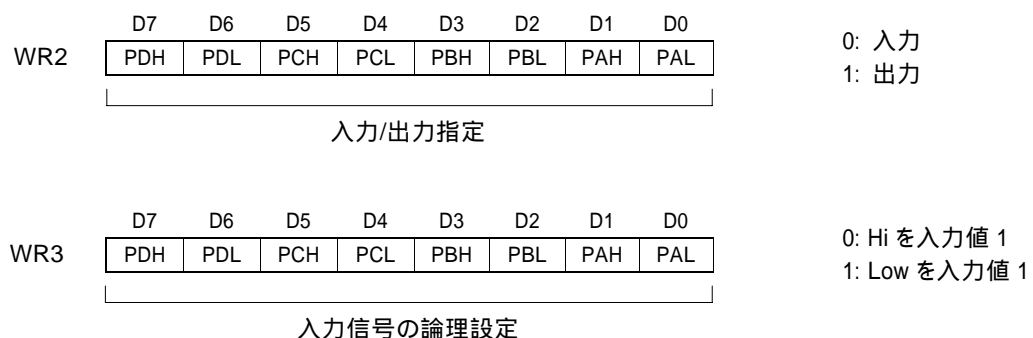 D7 D6 D5 D4 D3 D2 D1 D0
WR2 PDH PDL PCH PCL PBH PBL PAH PAL
0: 入力
1: 出力
入力/出力指定
D7 D6 D5 D4 D3 D2 D1 D0
WR3 PDH PDL PCH PCL PBH PBL PAH PAL
0: Hi を入力値 1
1: Low を入力値 1
入力信号の論理設定